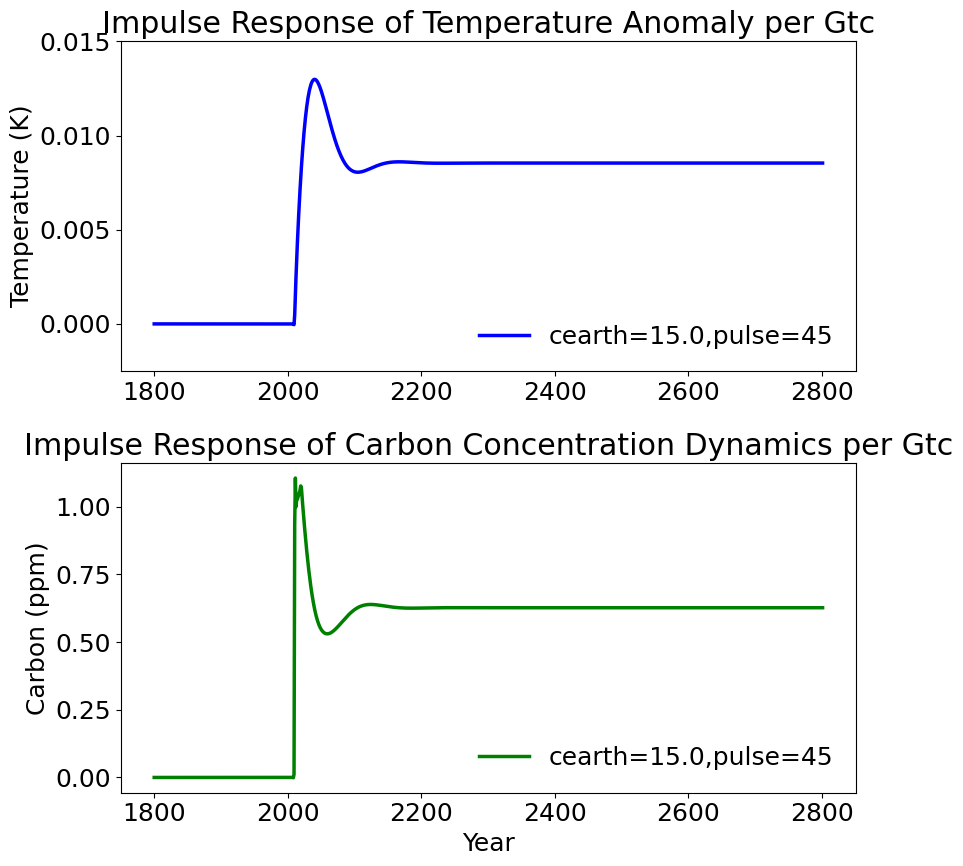 Impulse Response of Temperature Anomaly per Gtc
Temperature (K)
0.015
0.010
0.005
0.000
cearth=15.0,pulse=45
1800 2000 2200 2400 2600 2800
Impulse Response of Carbon Concentration Dynamics per Gtc
Carbon (ppm)
1.00
0.75
0.50
0.25
0.00
cearth=15.0,pulse=45
1800 2000 2200 2400 2600 2800
Year